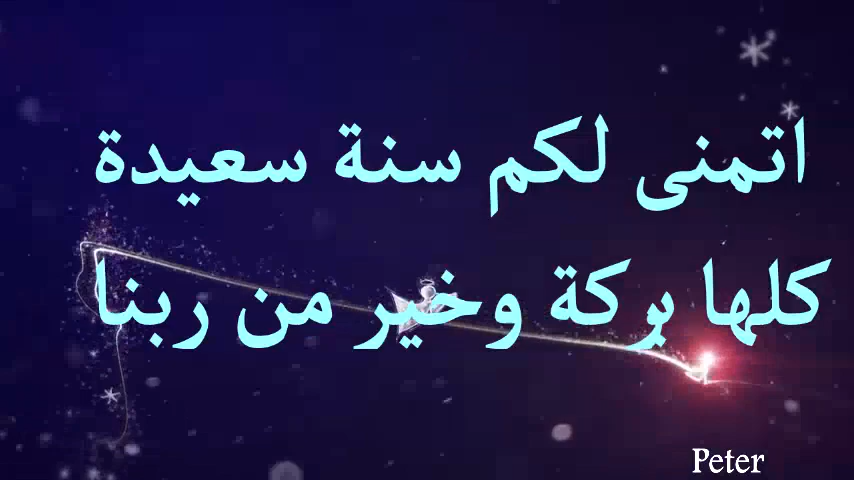 اتمنى لكم سنة سعيدة
كلها بركة وخير من ربنا
Peter